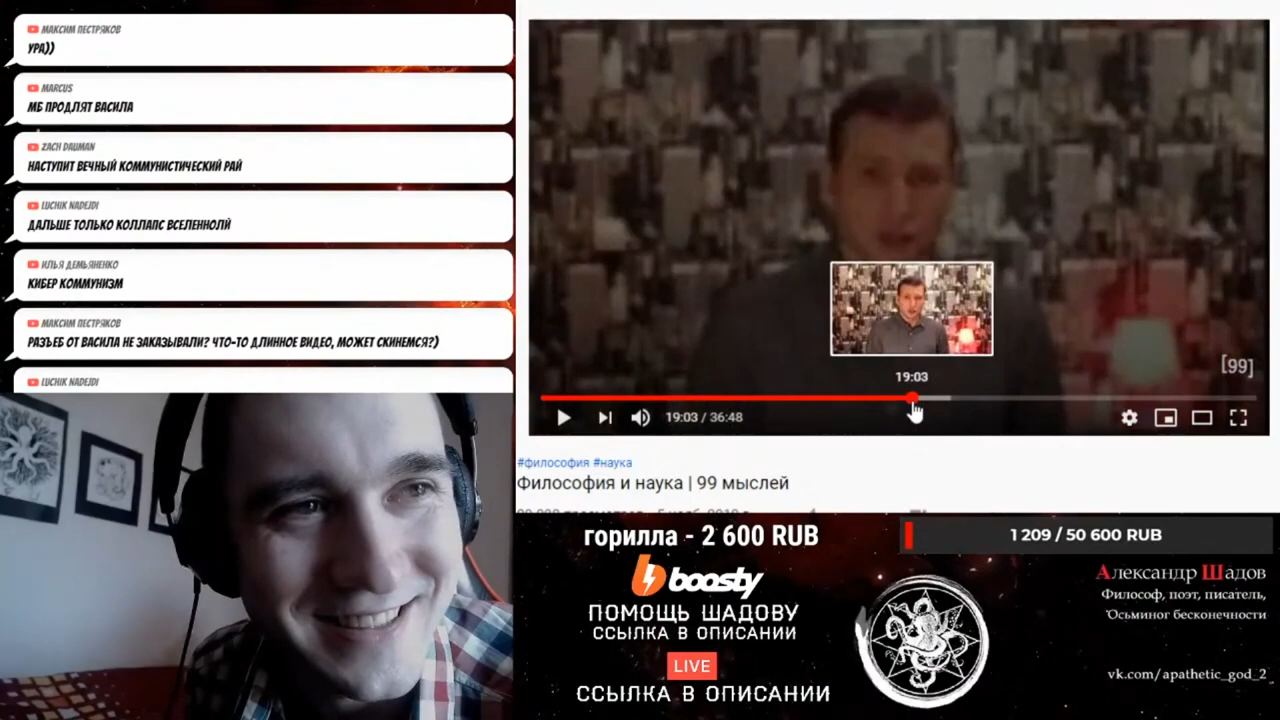 МАКСИМ ПЕСТРЯКОВ
УРА))
MARCUS
МБ ПРОДЛЯТ ВАСИЛА
ZACH DAUMAN
НАСТУПИТ ВЕЧНЫЙ КОММУНИСТИЧЕСКИЙ РАЙ
LUCHIK NADEJDI
ДАЛЬШЕ ТОЛЬКО КОЛЛАПС ВСЕЛЕННОЛЙ
ИЛЬЯ ДЕМЬЯНЕНКО
КИБЕР КОММУНИЗМ
МАКСИМ ПЕСТРЯКОВ
РАЗЪЕБ ОТ ВАСИЛА НЕ ЗАКАЗЫВАЛИ? ЧТО-ТО ДЛИННОЕ ВИДЕО, МОЖЕТ СКИНЕМСЯ?)
LUCHIK NADEJDI
[99]
19:03
19:03 / 36:48
#философия #наука
Философия и наука | 99 мыслей
горилла - 2 600 RUB
boosty
ПОМОЩЬ ШАДОВУ
ССЫЛКА В ОПИСАНИИ
LIVE
ССЫЛКА В ОПИСАНИИ
1 209 / 50 600 RUB
Александр Шадов
Философ, поэт, писатель,
Осьминог бесконечности
vk.com/apathetic_god_2